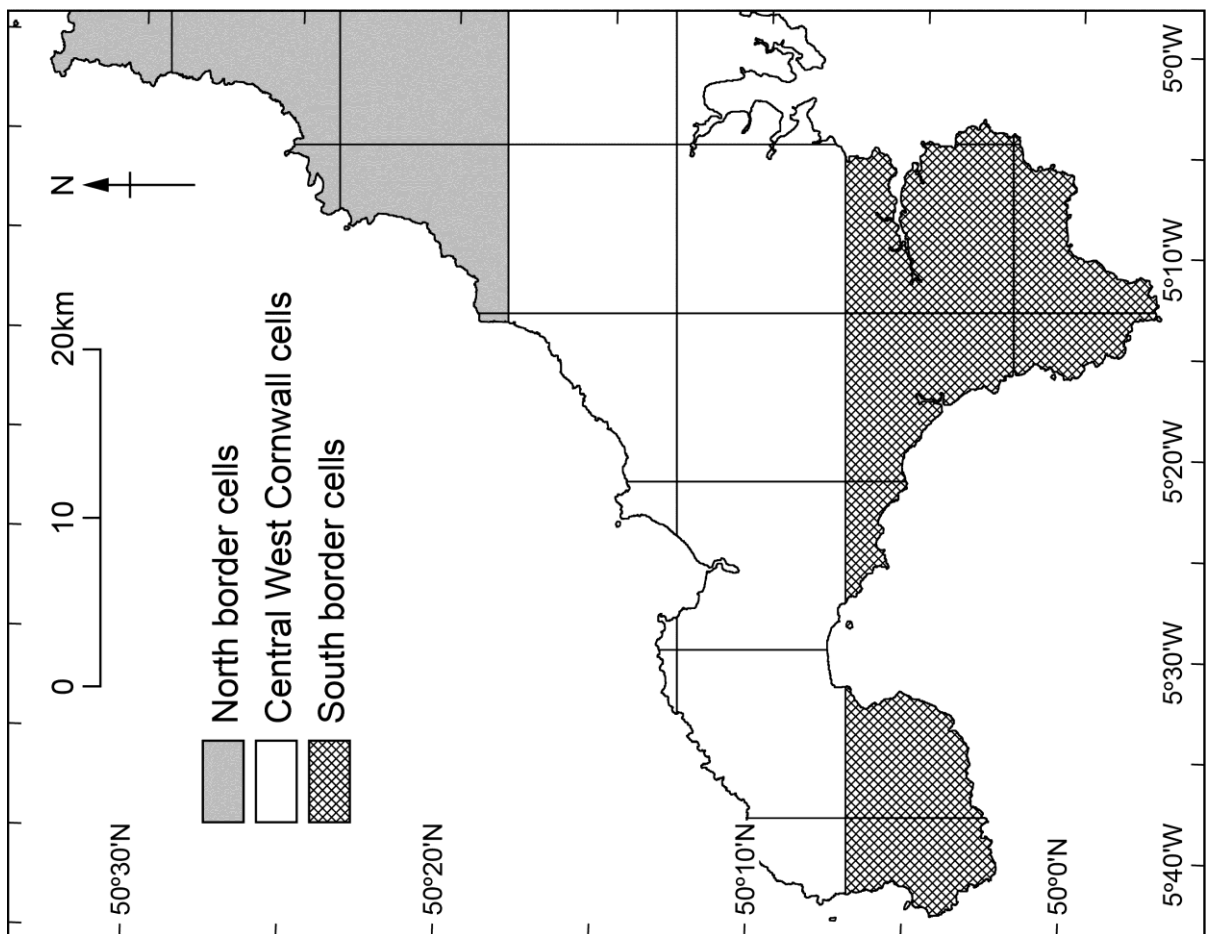 N
0 10 20km
North border cells
Central West Cornwall cells
South border cells
50°30'N
50°20'N
50°10'N
50°0'N
5°40'W 5°30'W 5°20'W 5°10'W 5°0'W